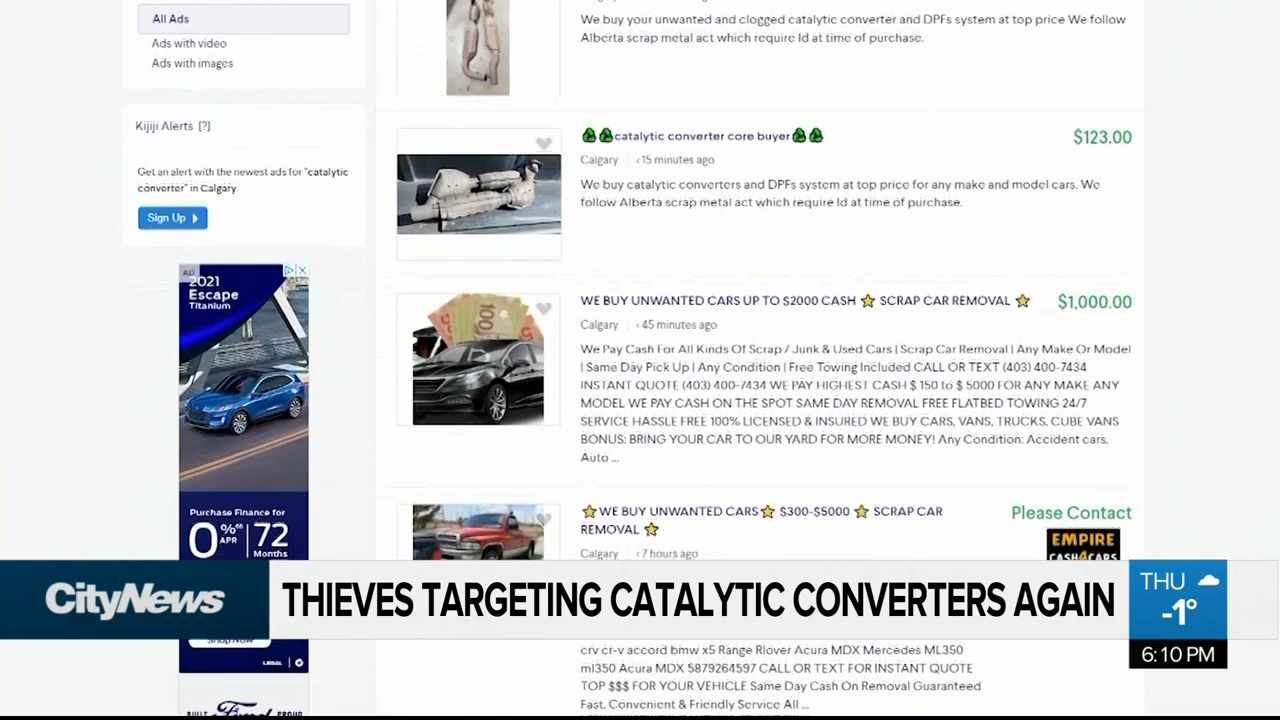 All Ads
Ads with video
Ads with images
Kijiji Alerts [?]
Get an alert with the newest ads for "catalytic
converter" in Calgary.
Sign Up
AD
2021
Escape
Titanium
Purchase Finance for
0% APR 72 Months
Shop Now
LEGAL
BUILT Ford PROUD
We buy your unwanted and clogged catalytic converter and DPFs system at top price We follow
Alberta scrap metal act which require Id at time of purchase.
catalytic converter core buyer
$123.00
Calgary < 15 minutes ago
We buy catalytic converters and DPFs system at top price for any make and model cars. We
follow Alberta scrap metal act which require Id at time of purchase.
WE BUY UNWANTED CARS UP TO $2000 CASH ⭐ SCRAP CAR REMOVAL ⭐
$1,000.00
Calgary < 45 minutes ago
We Pay Cash For All Kinds Of Scrap / Junk & Used Cars | Scrap Car Removal | Any Make Or Model
| Same Day Pick Up | Any Condition | Free Towing Included CALL OR TEXT (403) 400-7434
INSTANT QUOTE (403) 400-7434 WE PAY HIGHEST CASH $ 150 to $ 5000 FOR ANY MAKE ANY
MODEL WE PAY CASH ON THE SPOT SAME DAY REMOVAL FREE FLATBED TOWING 24/7
SERVICE HASSLE FREE 100% LICENSED & INSURED WE BUY CARS, VANS, TRUCKS, CUBE VANS
BONUS: BRING YOUR CAR TO OUR YARD FOR MORE MONEY! Any Condition: Accident cars,
Auto ...
⭐WE BUY UNWANTED CARS⭐ $300-$5000 ⭐ SCRAP CAR
REMOVAL ⭐
Please Contact
Calgary < 7 hours ago
EMPIRE
CASH4CARS
CityNews
THIEVES TARGETING CATALYTIC CONVERTERS AGAIN
THU
-1°
6:10 PM
crv cr-v accord bmw x5 Range Rlover Acura MDX Mercedes ML350
ml350 Acura MDX 5879264597 CALL OR TEXT FOR INSTANT QUOTE
TOP $$$ FOR YOUR VEHICLE Same Day Cash On Removal Guaranteed
Fast, Convenient & Friendly Service All ...